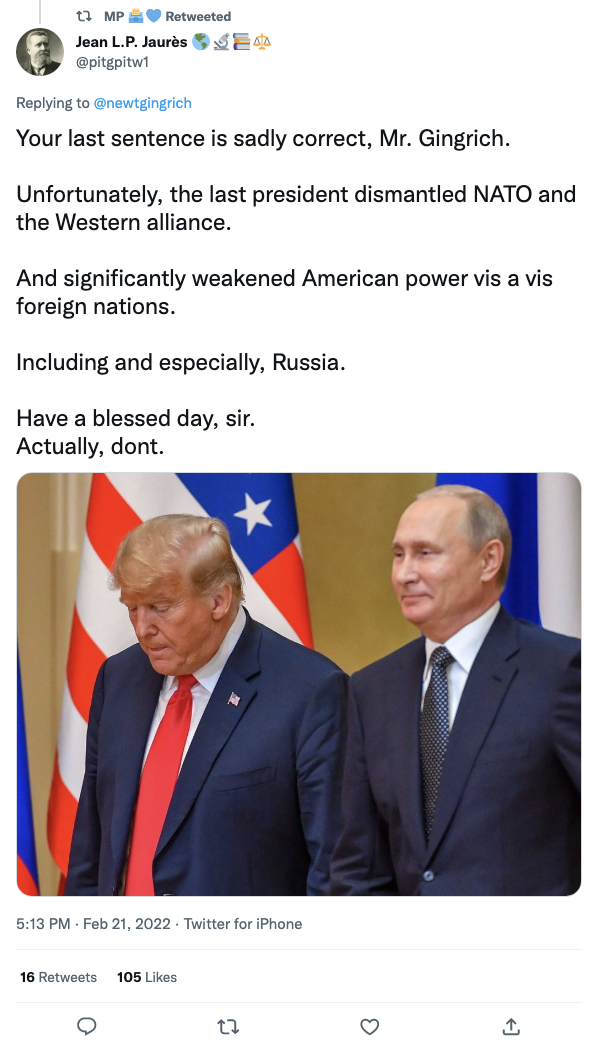 MP Retweeted
Jean L.P. Jaurès
@pitgpitw1
Replying to @newtgingrich
Your last sentence is sadly correct, Mr. Gingrich.
Unfortunately, the last president dismantled NATO and
the Western alliance.
And significantly weakened American power vis a vis
foreign nations.
Including and especially, Russia.
Have a blessed day, sir.
Actually, dont.
5:13 PM · Feb 21, 2022 · Twitter for iPhone
16 Retweets 105 Likes